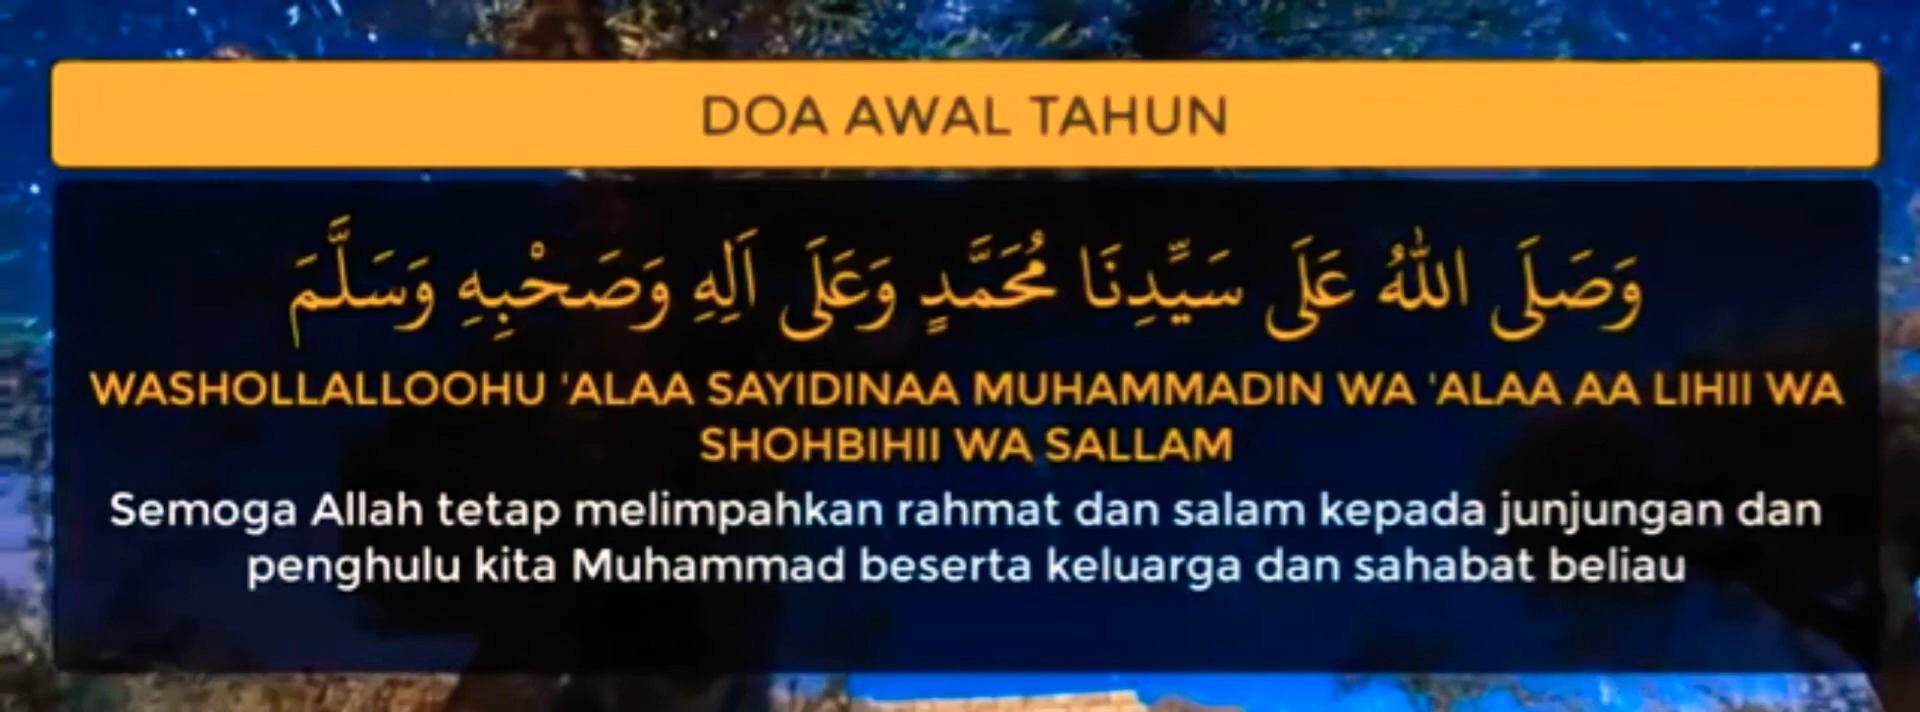 DOA AWAL TAHUN
وَصَلَى اللهُ عَلَى سَيِّدِنَا مُحَمَّدٍ وَعَلَى اَلِهِ وَصَحْبِهِ وَسَلَّمَ
WASHOLLALLOOHU 'ALAA SAYIDINAA MUHAMMADIN WA 'ALAA AA LIHII WA
SHOHBIHII WA SALLAM
Semoga Allah tetap melimpahkan rahmat dan salam kepada junjungan dan
penghulu kita Muhammad beserta keluarga dan sahabat beliau